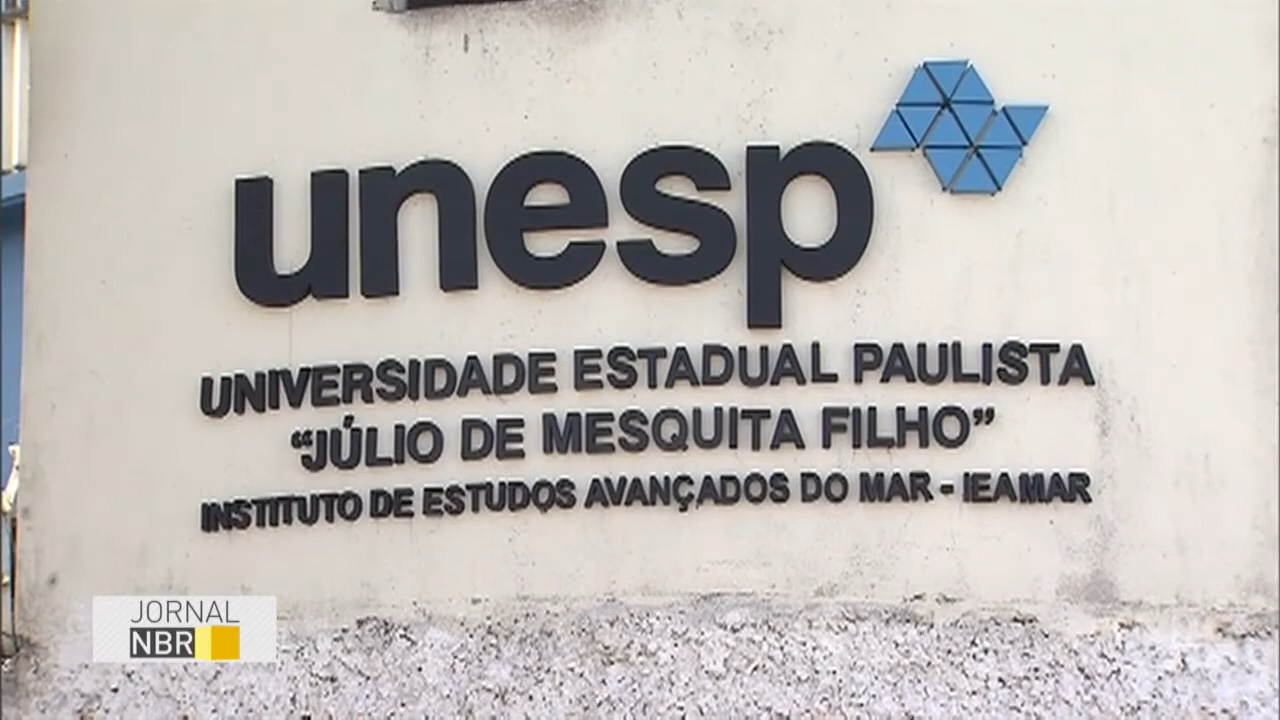 unesp
UNIVERSIDADE ESTADUAL PAULISTA
“JÚLIO DE MESQUITA FILHO”
INSTITUTO DE ESTUDOS AVANÇADOS DO MAR - IEAMAR
JORNAL
NBR